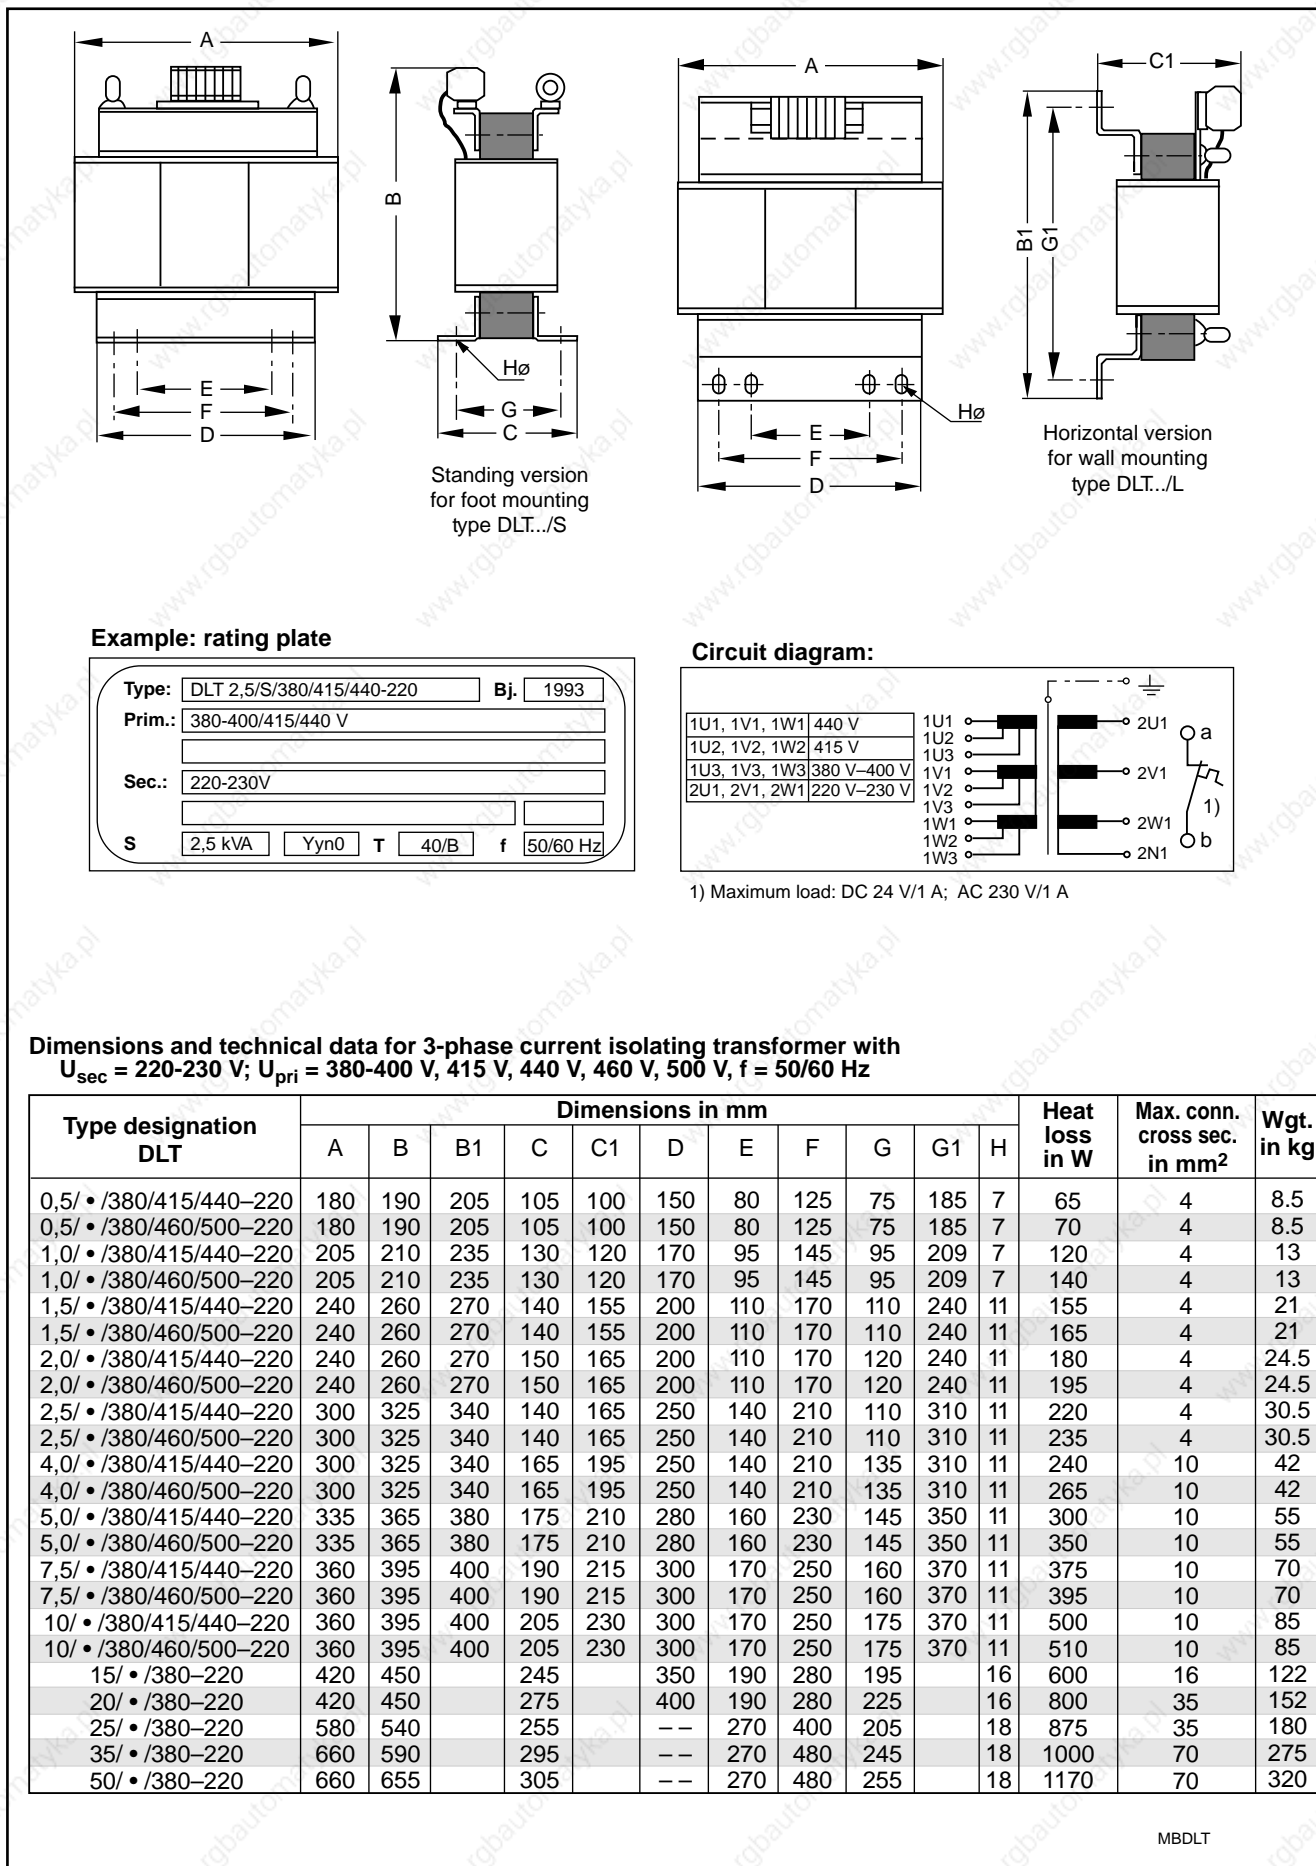 A
B
Hø
E
F
D
G
C
Standing version
for foot mounting
type DLT.../S
A
Hø
E
F
D
C1
B1
G1
Horizontal version
for wall mounting
type DLT.../L
Example: rating plate
Type: DLT 2,5/S/380/415/440-220 Bj. 1993
Prim.: 380-400/415/440 V
Sec.: 220-230V
S 2,5 kVA Yyn0 T 40/B f 50/60 Hz
Circuit diagram:
1U1, 1V1, 1W1 440 V
1U2, 1V2, 1W2 415 V
1U3, 1V3, 1W3 380 V–400 V
2U1, 2V1, 2W1 220 V–230 V
1U1
1U2
1U3
1V1
1V2
1V3
1W1
1W2
1W3
2U1
2V1
2W1
2N1
a
1)
b
1) Maximum load: DC 24 V/1 A; AC 230 V/1 A
Dimensions and technical data for 3-phase current isolating transformer with
Usec = 220-230 V; Upri = 380-400 V, 415 V, 440 V, 460 V, 500 V, f = 50/60 Hz
Type designation DLT Dimensions in mm Heat loss in W Max. conn. cross sec. in mm2 Wgt. in kg
A B B1 C C1 D E F G G1 H
0,5/ • /380/415/440–220 180 190 205 105 100 150 80 125 75 185 7 65 4 8.5
0,5/ • /380/460/500–220 180 190 205 105 100 150 80 125 75 185 7 70 4 8.5
1,0/ • /380/415/440–220 205 210 235 130 120 170 95 145 95 209 7 120 4 13
1,0/ • /380/460/500–220 205 210 235 130 120 170 95 145 95 209 7 140 4 13
1,5/ • /380/415/440–220 240 260 270 140 155 200 110 170 110 240 11 155 4 21
1,5/ • /380/460/500–220 240 260 270 140 155 200 110 170 110 240 11 165 4 21
2,0/ • /380/415/440–220 240 260 270 150 165 200 110 170 120 240 11 180 4 24.5
2,0/ • /380/460/500–220 240 260 270 150 165 200 110 170 120 240 11 195 4 24.5
2,5/ • /380/415/440–220 300 325 340 140 165 250 140 210 110 310 11 220 4 30.5
2,5/ • /380/460/500–220 300 325 340 140 165 250 140 210 110 310 11 235 4 30.5
4,0/ • /380/415/440–220 300 325 340 165 195 250 140 210 135 310 11 240 10 42
4,0/ • /380/460/500–220 300 325 340 165 195 250 140 210 135 310 11 265 10 42
5,0/ • /380/415/440–220 335 365 380 175 210 280 160 230 145 350 11 300 10 55
5,0/ • /380/460/500–220 335 365 380 175 210 280 160 230 145 350 11 350 10 55
7,5/ • /380/415/440–220 360 395 400 190 215 300 170 250 160 370 11 375 10 70
7,5/ • /380/460/500–220 360 395 400 190 215 300 170 250 160 370 11 395 10 70
10/ • /380/415/440–220 360 395 400 205 230 300 170 250 175 370 11 500 10 85
10/ • /380/460/500–220 360 395 400 205 230 300 170 250 175 370 11 510 10 85
15/ • /380–220 420 450 245 350 190 280 195 16 600 16 122
20/ • /380–220 420 450 275 400 190 280 225 16 800 35 152
25/ • /380–220 580 540 255 – – 270 400 205 18 875 35 180
35/ • /380–220 660 590 295 – – 270 480 245 18 1000 70 275
50/ • /380–220 660 655 305 – – 270 480 255 18 1170 70 320
MBDLT
www.rgbautomatyka.pl